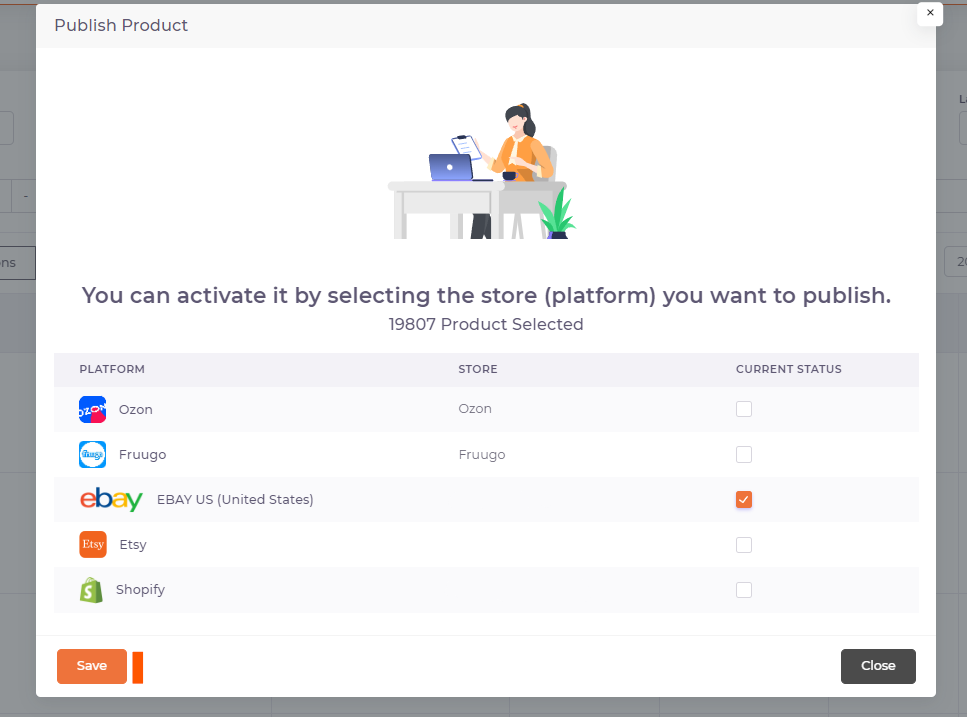 Publish Product
×
You can activate it by selecting the store (platform) you want to publish.
19807 Product Selected
PLATFORM STORE CURRENT STATUS
OZON Ozon Ozon
fruugo Fruugo Fruugo
ebay EBAY US (United States)
Etsy Etsy
S Shopify
Save Close
-